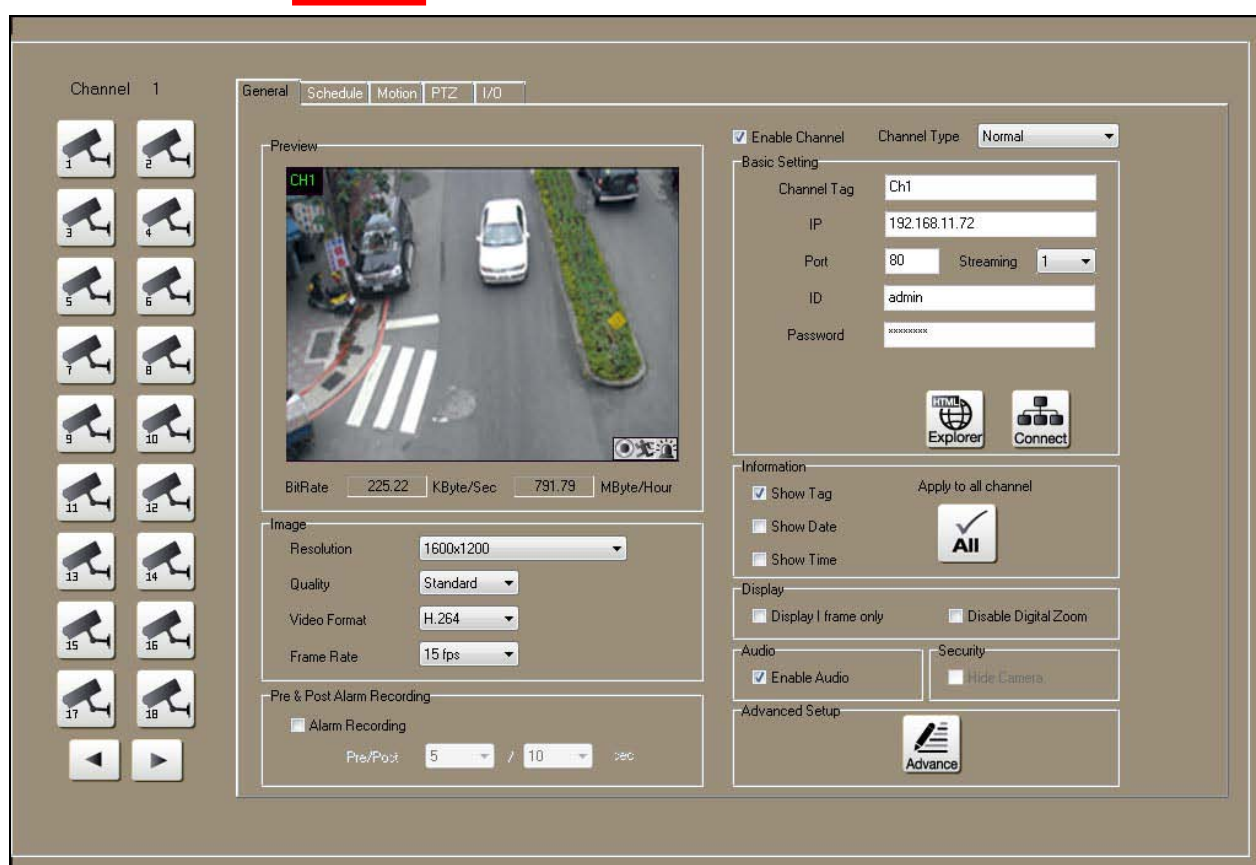 Channel 1
General Schedule Motion PTZ I/O
1 2
3 4
5 6
7 8
9 10
11 12
13 14
15 16
17 18
Preview
CH1
BitRate 225.22 KByte/Sec 791.79 MByte/Hour
Image
Resolution 1600x1200
Quality Standard
Video Format H.264
Frame Rate 15 fps
Pre & Post Alarm Recording
Alarm Recording
Pre/Post 5 / 10 sec
Enable Channel Channel Type Normal
Basic Setting
Channel Tag Ch1
IP 192.168.11.72
Port 80 Streaming 1
ID admin
Password ××××××××
HTML Explorer Connect
Information
Show Tag Apply to all channel
Show Date
All
Show Time
Display
Display I frame only Disable Digital Zoom
Audio Security
Enable Audio Hide Camera
Advanced Setup
Advance